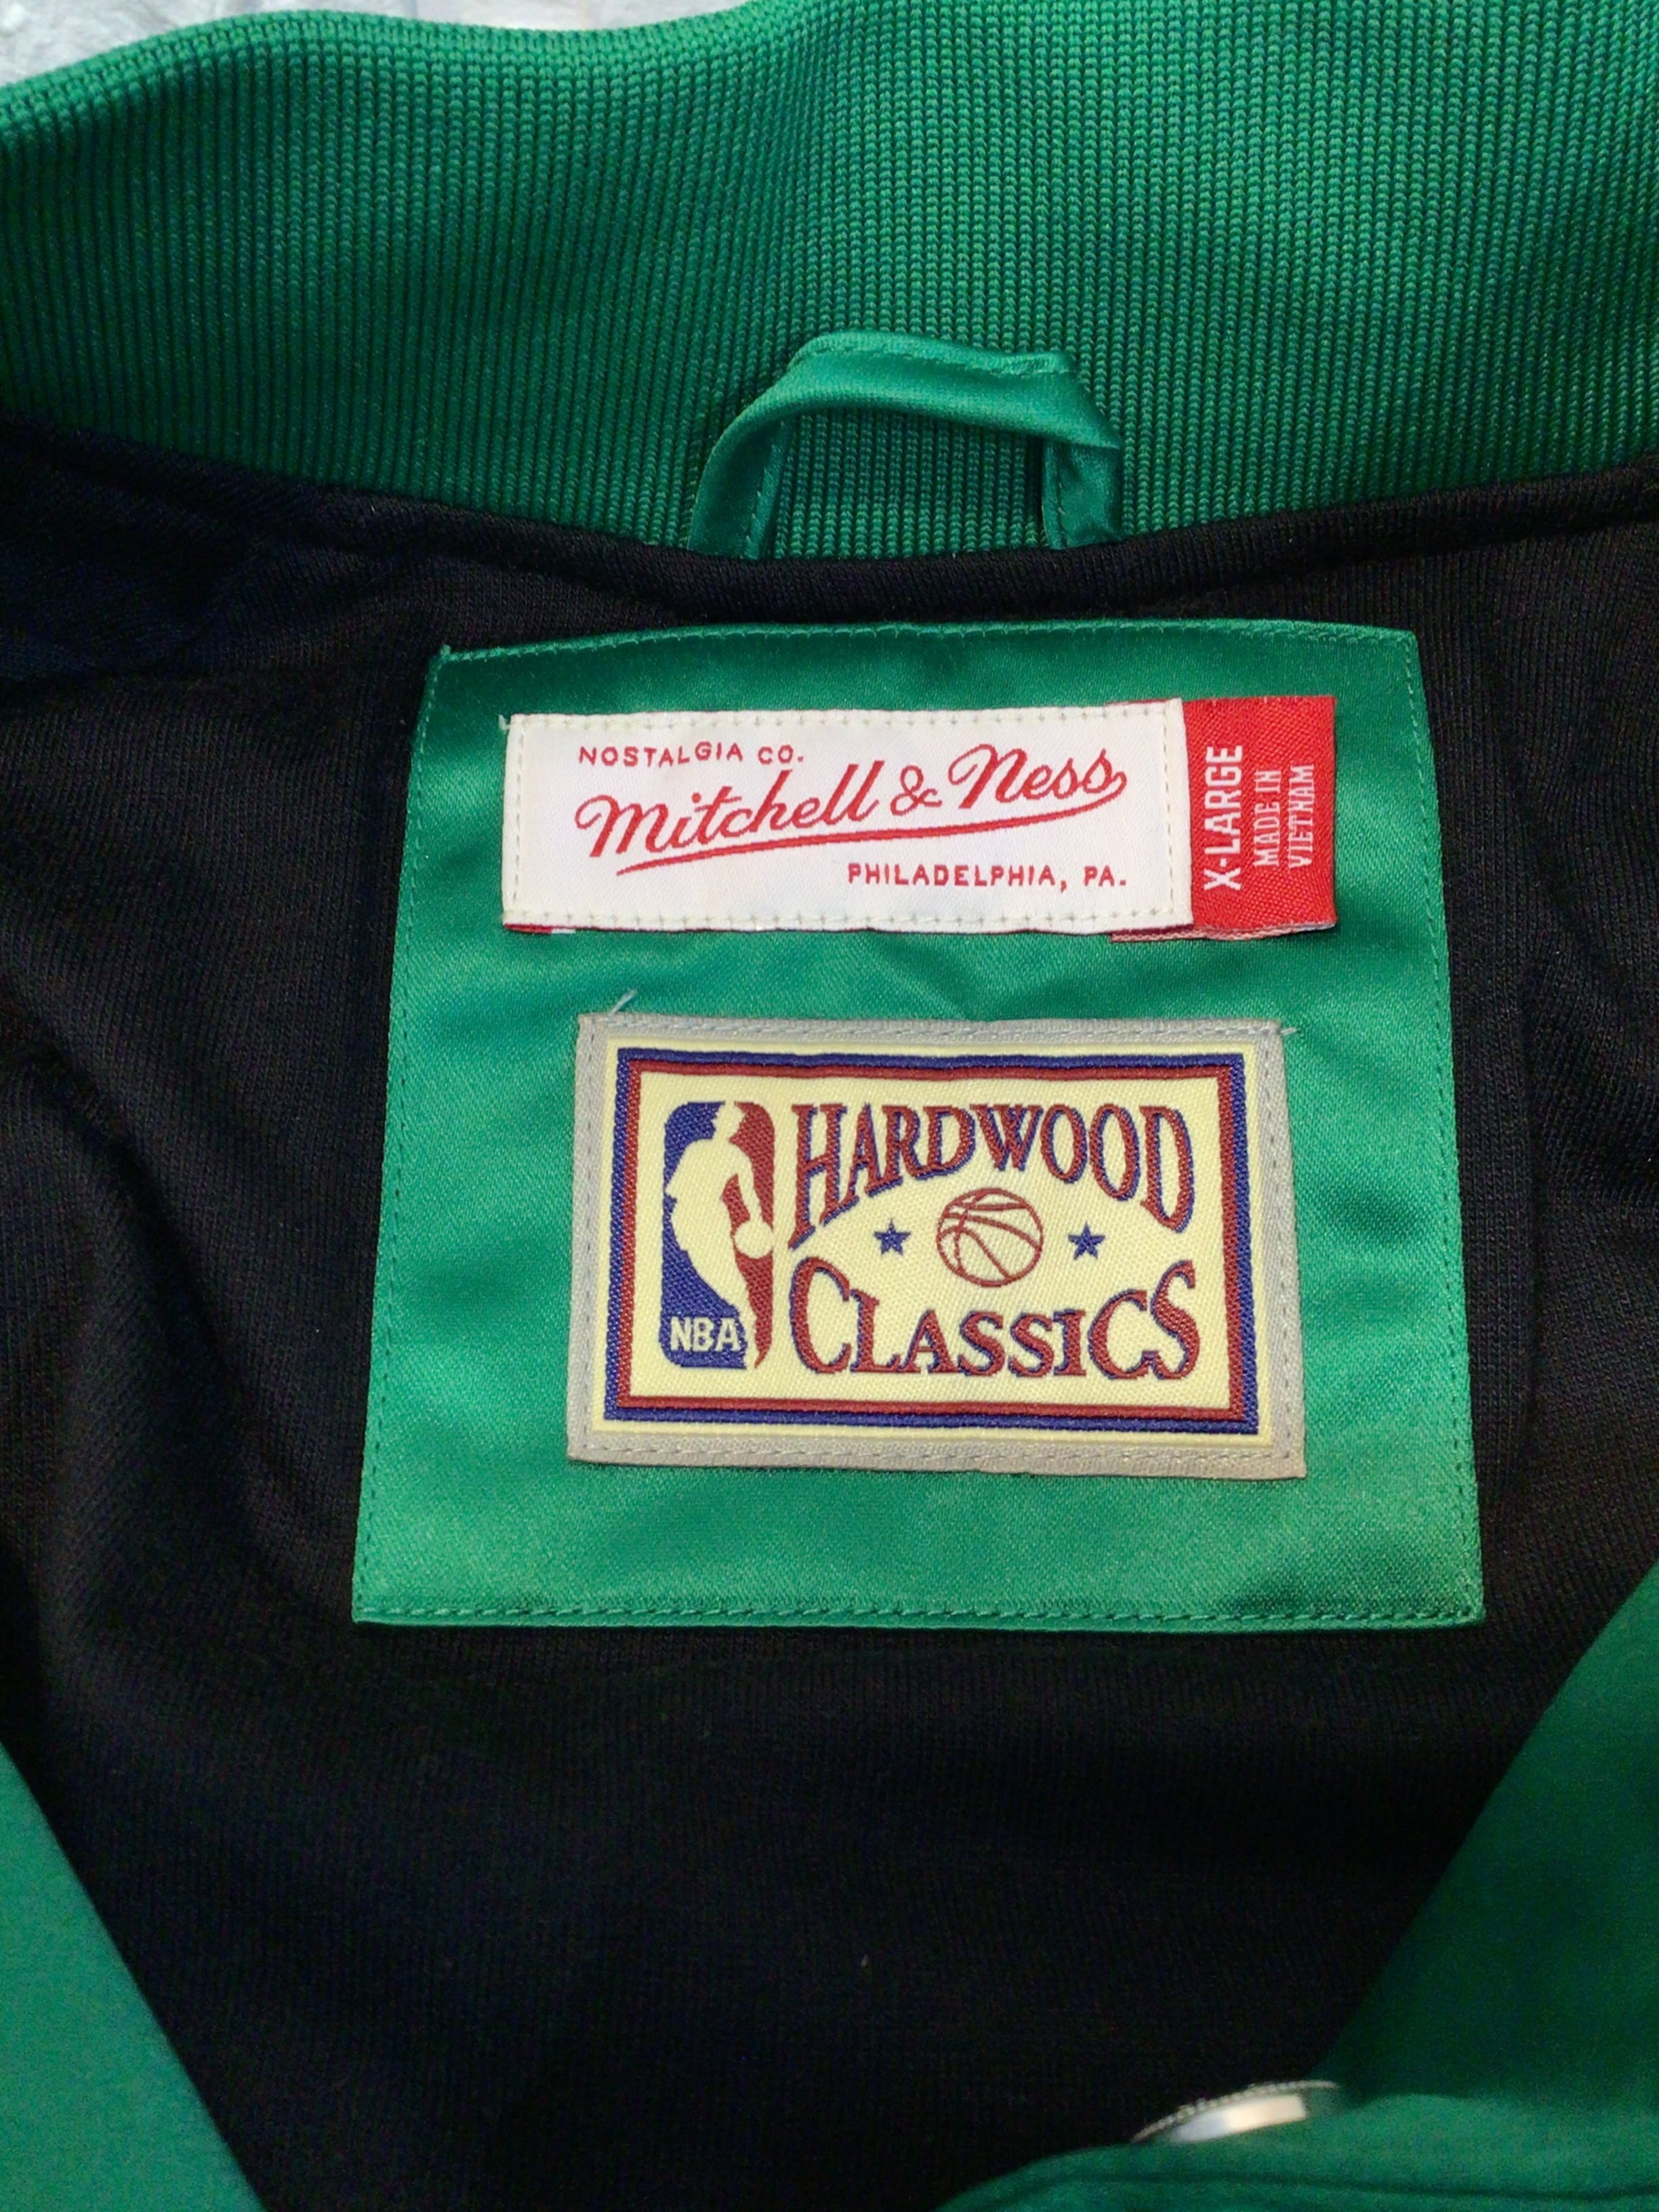 NOSTALGIA CO.
Mitchell & Ness
PHILADELPHIA, PA.
X-LARGE
MADE IN
VIETNAM
HARDWOOD
CLASSICS
NBA